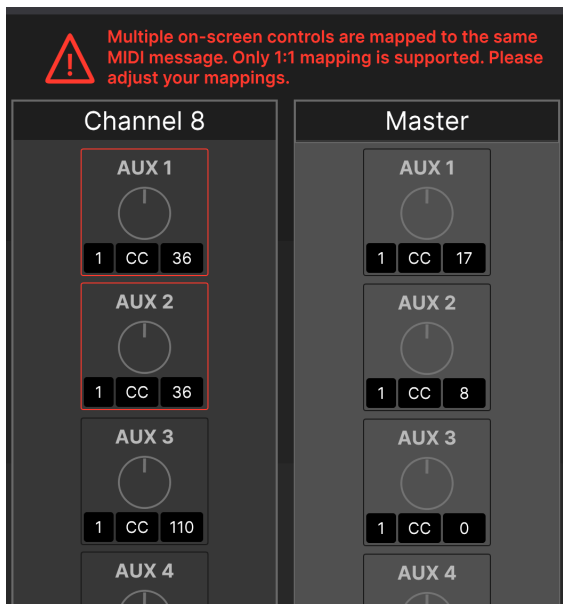 Multiple on-screen controls are mapped to the same
MIDI message. Only 1:1 mapping is supported. Please
adjust your mappings.
Channel 8
AUX 1
1 CC 36
AUX 2
1 CC 36
AUX 3
1 CC 110
AUX 4
Master
AUX 1
1 CC 17
AUX 2
1 CC 8
AUX 3
1 CC 0
AUX 4